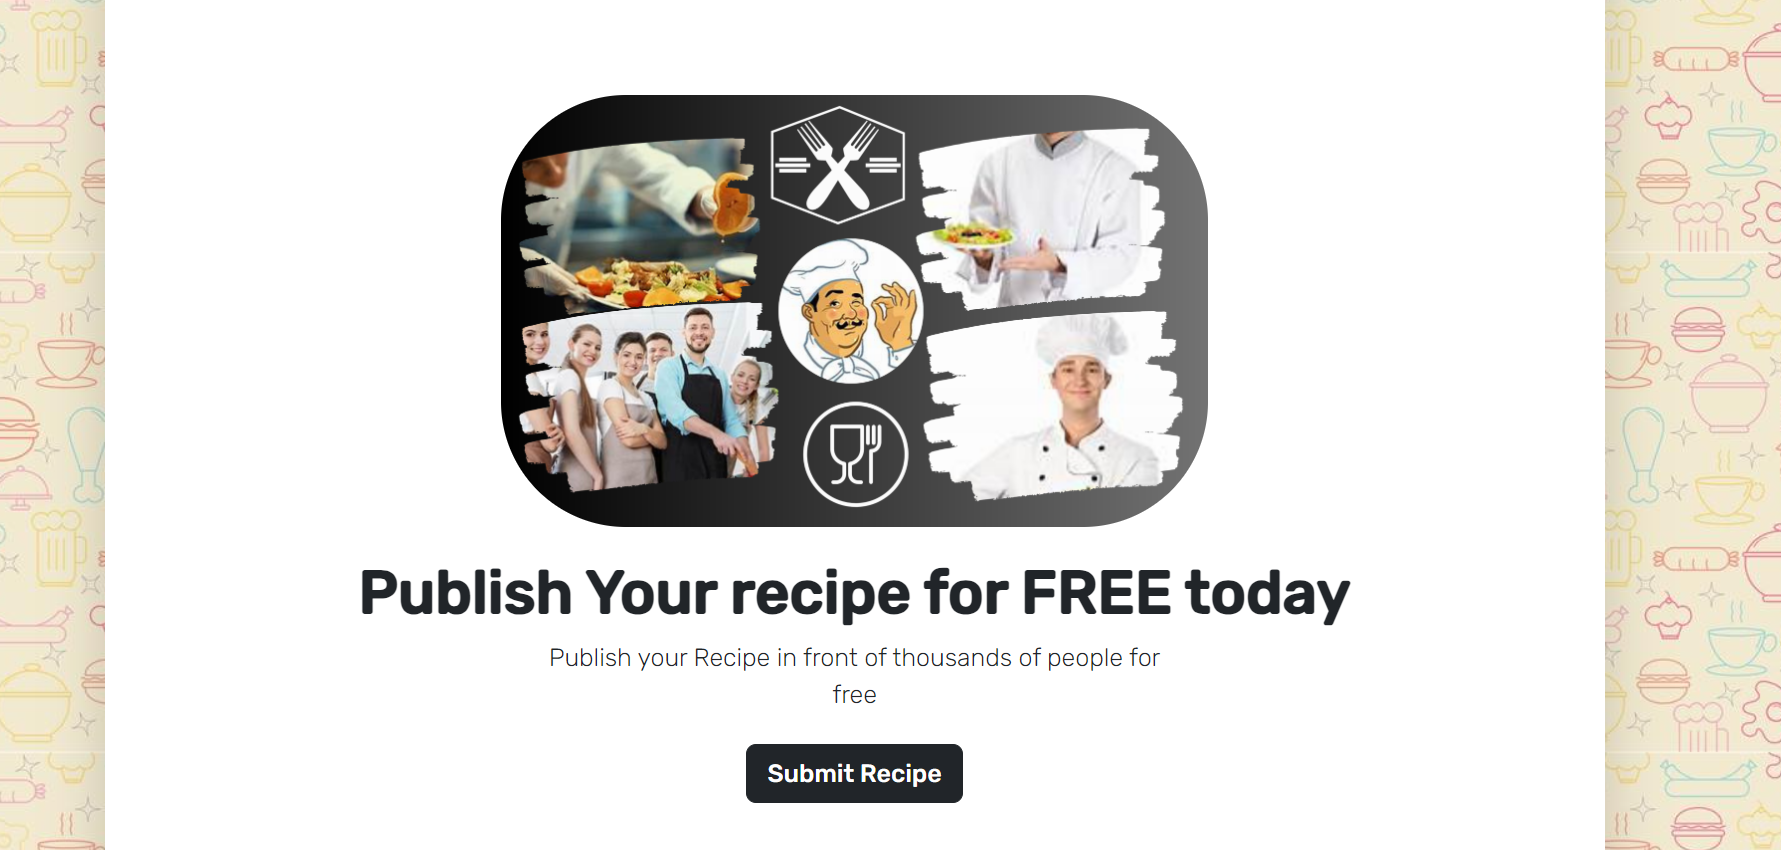 Publish Your recipe for FREE today
Publish your Recipe in front of thousands of people for
free
Submit Recipe